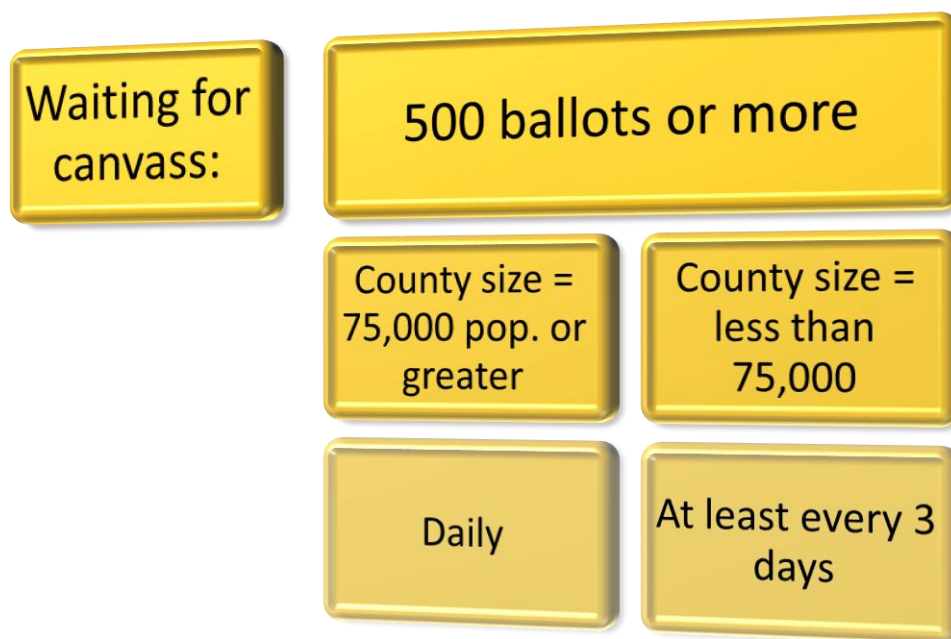 Waiting for
canvass:
500 ballots or more
County size =
75,000 pop. or
greater
County size =
less than
75,000
Daily
At least every 3
days